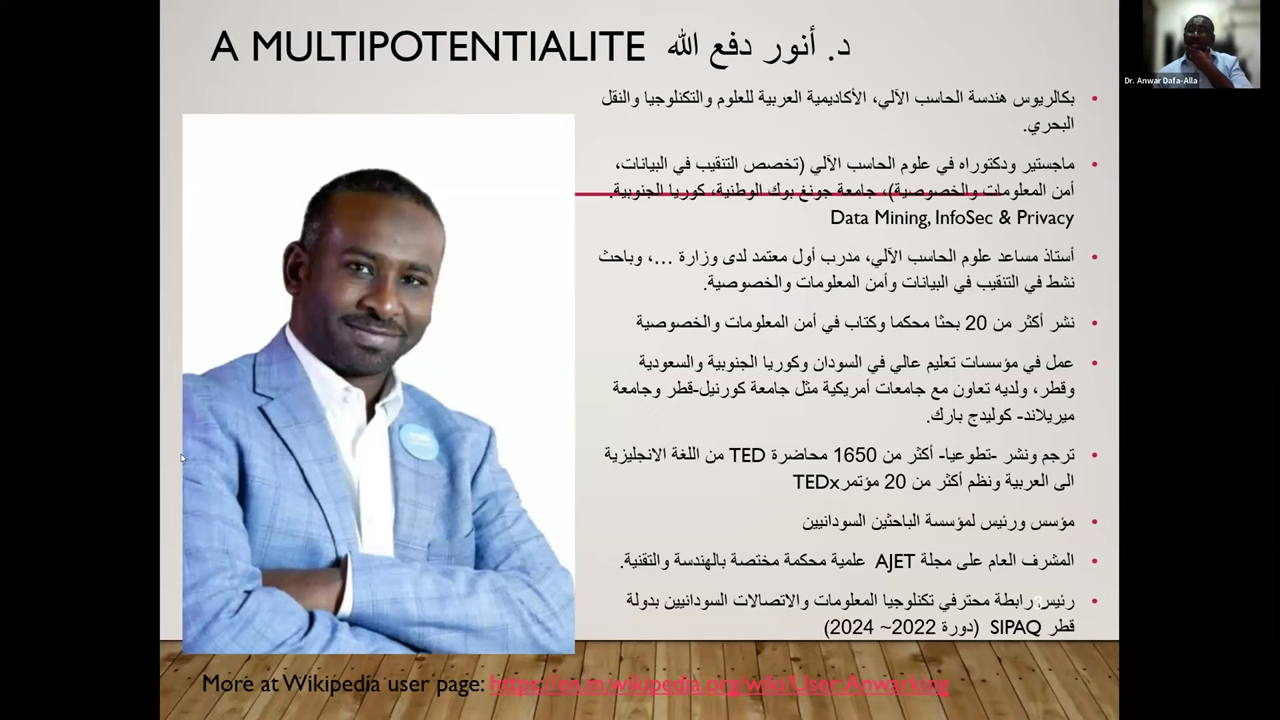 A MULTIPOTENTIALITE د. أنور دفع الله
Dr. Anwar Dafa-Alla
بكالريوس هندسة الحاسب الآلي، الأكاديمية العربية للعلوم والتكنلوجيا والنقل
البحري.
ماجستير ودكتوراه في علوم الحاسب الآلي (تخصص التنقيب في البيانات،
أمن المعلومات والخصوصية)، جامعة جونغ بوك الوطنية، كوريا الجنوبية.
Data Mining, InfoSec & Privacy
أستاذ مساعد علوم الحاسب الآلي، مدرب أول معتمد لدى وزارة ...، وباحث
نشط في التنقيب في البيانات وأمن المعلومات والخصوصية.
نشر أكثر من 20 بحثا محكما وكتاب في أمن المعلومات والخصوصية
عمل في مؤسسات تعليم عالي في السودان وكوريا الجنوبية والسعودية
وقطر، ولديه تعاون مع جامعات أمريكية مثل جامعة كورنيل-قطر وجامعة
ميريلاند- كوليدج بارك.
ترجم ونشر -تطوعيا- أكثر من 1650 محاضرة TED من اللغة الانجليزية
الى العربية ونظم أكثر من 20 مؤتمرTEDx
مؤسس ورئيس لمؤسسة الباحثين السودانيين
المشرف العام على مجلة AJET علمية محكمة مختصة بالهندسة والتقنية.
رئيس رابطة محترفي تكنلوجيا المعلومات والاتصالات السودانيين بدولة
قطر SIPAQ (دورة 2022~ 2024)
More at Wikipedia user page: https://en.m.wikipedia.org/wiki/User:Anwarking